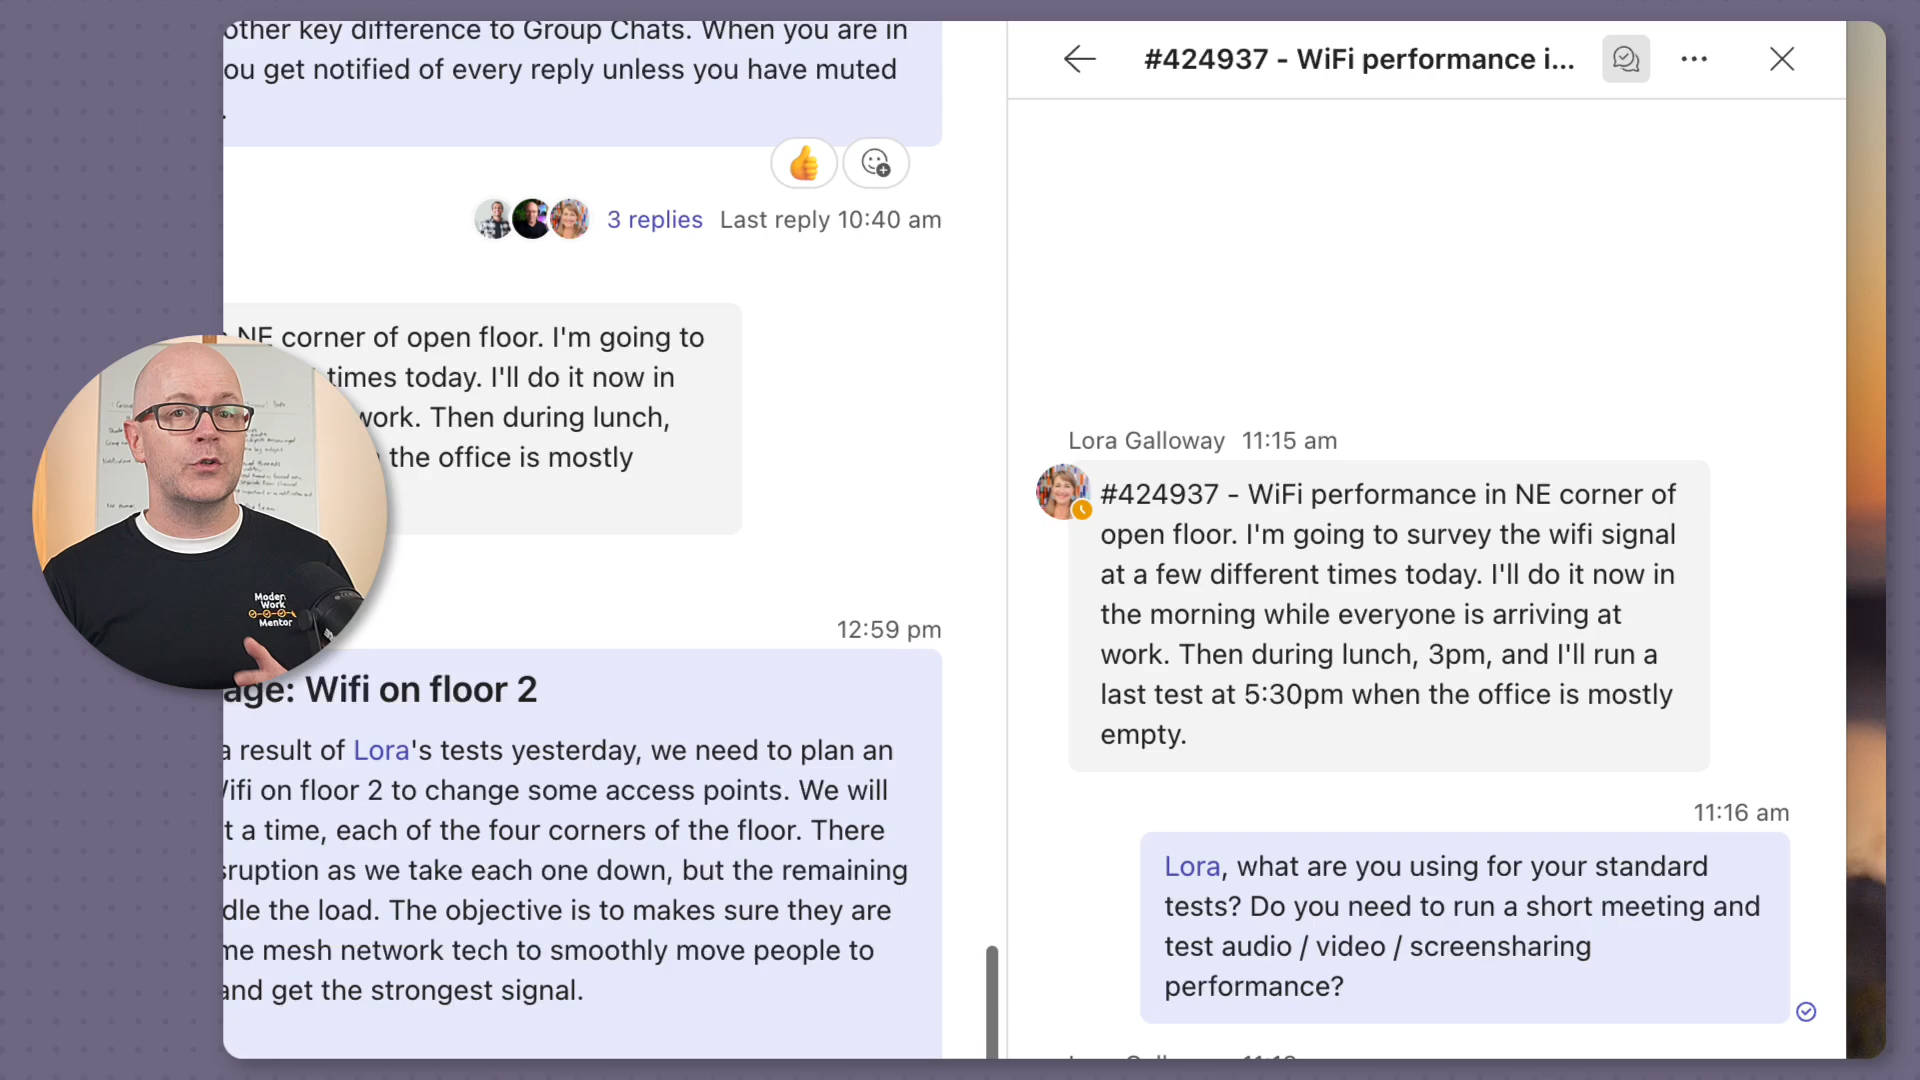 other key difference to Group Chats. When you are in
ou get notified of every reply unless you have muted
.
3 replies Last reply 10:40 am
NE corner of open floor. I'm going to
times today. I'll do it now in
work. Then during lunch,
the office is mostly
12:59 pm
age: Wifi on floor 2
a result of Lora's tests yesterday, we need to plan an
ifi on floor 2 to change some access points. We will
t a time, each of the four corners of the floor. There
sruption as we take each one down, but the remaining
dle the load. The objective is to makes sure they are
me mesh network tech to smoothly move people to
and get the strongest signal.
Modern
Work
Mentor
#424937 - WiFi performance i...
Lora Galloway 11:15 am
#424937 - WiFi performance in NE corner of
open floor. I'm going to survey the wifi signal
at a few different times today. I'll do it now in
the morning while everyone is arriving at
work. Then during lunch, 3pm, and I'll run a
last test at 5:30pm when the office is mostly
empty.
11:16 am
Lora, what are you using for your standard
tests? Do you need to run a short meeting and
test audio / video / screensharing
performance?